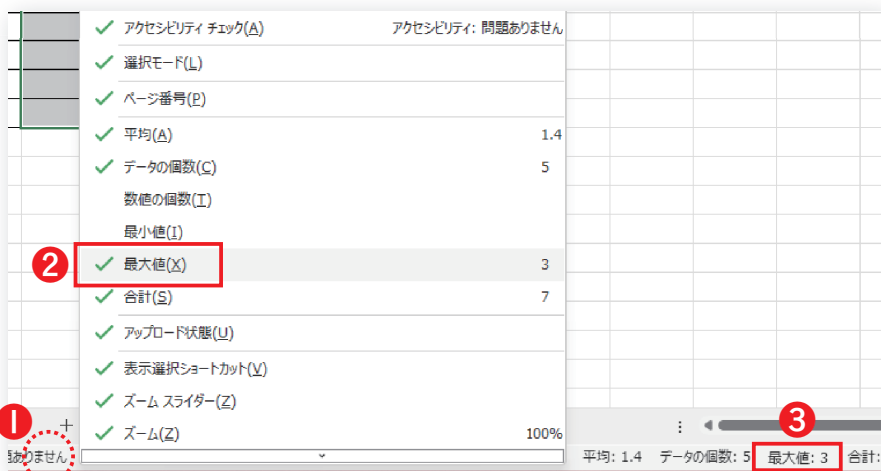 アクセシビリティ チェック(A) アクセシビリティ: 問題ありません
選択モード(L)
ページ番号(P)
平均(A) 1.4
データの個数(C) 5
数値の個数(T)
最小値(I)
❷ 最大値(X) 3
合計(S) 7
アップロード状態(U)
表示選択ショートカット(V)
ズーム スライダー(Z)
ズーム(Z) 100%
❶ ❸
ありません 平均: 1.4 データの個数: 5 最大値: 3 合計: